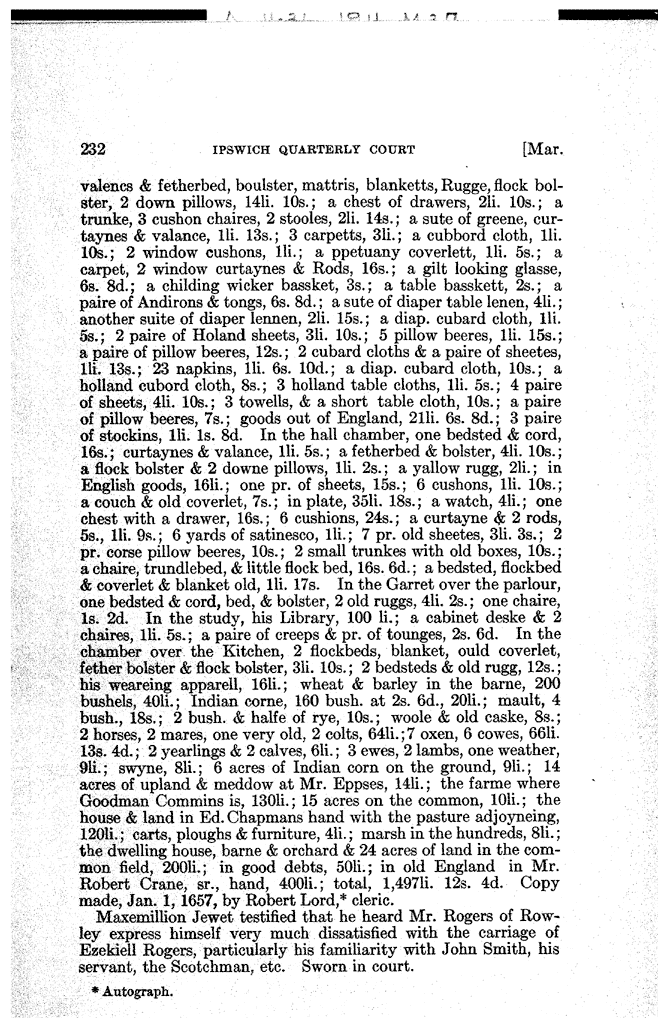 232 IPSWICH QUARTERLY COURT [Mar.
valencs & fetherbed, boulster, mattris, blanketts, Rugge, flock bol-
ster, 2 down pillows, 14li. 10s.; a chest of drawers, 2li. 10s.; a
trunke, 3 cushon chaires, 2 stooles, 2li. 14s.; a sute of greene, cur-
taynes & valance, 1li. 13s.; 3 carpetts, 3li.; a cubbord cloth, 1li.
10s.; 2 window cushons, 1li.; a ppetuany coverlett, 1li. 5s.; a
carpet, 2 window curtaynes & Rods, 16s.; a gilt looking glasse,
6s. 8d.; a childing wicker bassket, 3s.; a table basskett, 2s.; a
paire of Andirons & tongs, 6s. 8d.; a sute of diaper table lenen, 4li.;
another suite of diaper lennen, 2li. 15s.; a diap. cubard cloth, 1li.
5s.; 2 paire of Holand sheets, 3li. 10s.; 5 pillow beeres, 1li. 15s.;
a paire of pillow beeres, 12s.; 2 cubard cloths & a paire of sheetes,
1li. 13s.; 23 napkins, 1li. 6s. 10d.; a diap. cubard cloth, 10s.; a
holland cubord cloth, 8s.; 3 holland table cloths, 1li. 5s.; 4 paire
of sheets, 4li. 10s.; 3 towells, & a short table cloth, 10s.; a paire
of pillow beeres, 7s.; goods out of England, 21li. 6s. 8d.; 3 paire
of stockins, 1li. 1s. 8d. In the hall chamber, one bedsted & cord,
16s.; curtaynes & valance, 1li. 5s.; a fetherbed & bolster, 4li. 10s.;
a flock bolster & 2 downe pillows, 1li. 2s.; a yallow rugg, 2li.; in
English goods, 16li.; one pr. of sheets, 15s.; 6 cushons, 1li. 10s.;
a couch & old coverlet, 7s.; in plate, 35li. 18s.; a watch, 4li.; one
chest with a drawer, 16s.; 6 cushions, 24s.; a curtayne & 2 rods,
5s., 1li. 9s.; 6 yards of satinesco, 1li.; 7 pr. old sheetes, 3li. 3s.; 2
pr. corse pillow beeres, 10s.; 2 small trunkes with old boxes, 10s.;
a chaire, trundlebed, & little flock bed, 16s. 6d.; a bedsted, flockbed
& coverlet & blanket old, 1li. 17s. In the Garret over the parlour,
one bedsted & cord, bed, & bolster, 2 old ruggs, 4li. 2s.; one chaire,
1s. 2d. In the study, his Library, 100 li.; a cabinet deske & 2
chaires, 1li. 5s.; a paire of creeps & pr. of tounges, 2s. 6d. In the
chamber over the Kitchen, 2 flockbeds, blanket, ould coverlet,
fether bolster & flock bolster, 3li. 10s.; 2 bedsteds & old rugg, 12s.;
his weareing apparell, 16li.; wheat & barley in the barne, 200
bushels, 40li.; Indian corne, 160 bush. at 2s. 6d., 20li.; mault, 4
bush., 18s.; 2 bush. & halfe of rye, 10s.; woole & old caske, 8s.;
2 horses, 2 mares, one very old, 2 colts, 64li.; 7 oxen, 6 cowes, 66li.
13s. 4d.; 2 yearlings & 2 calves, 6li.; 3 ewes, 2 lambs, one weather,
9li.; swyne, 8li.; 6 acres of Indian corn on the ground, 9li.; 14
acres of upland & meddow at Mr. Eppses, 14li.; the farme where
Goodman Commins is, 130li.; 15 acres on the common, 10li.; the
house & land in Ed. Chapmans hand with the pasture adjoyneing,
120li.; carts, ploughs & furniture, 4li.; marsh in the hundreds, 8li.;
the dwelling house, barne & orchard & 24 acres of land in the com-
mon field, 200li.; in good debts, 50li.; in old England in Mr.
Robert Crane, sr., hand, 400li.; total, 1,497li. 12s. 4d. Copy
made, Jan. 1, 1657, by Robert Lord,* cleric.
Maxemillion Jewet testified that he heard Mr. Rogers of Row-
ley express himself very much dissatisfied with the carriage of
Ezekiell Rogers, particularly his familiarity with John Smith, his
servant, the Scotchman, etc. Sworn in court.
* Autograph.